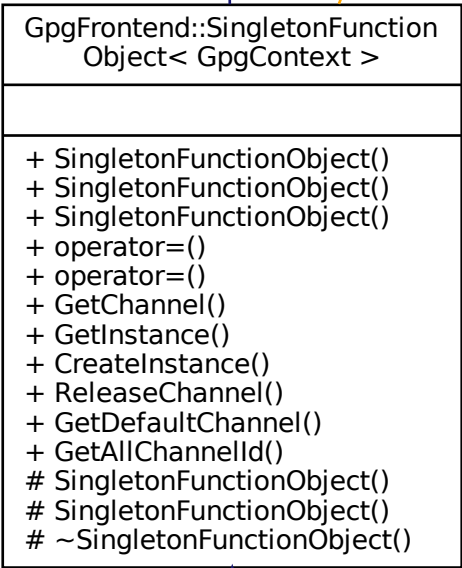 GpgFrontend::SingletonFunction
Object< GpgContext >
+ SingletonFunctionObject()
+ SingletonFunctionObject()
+ SingletonFunctionObject()
+ operator=()
+ operator=()
+ GetChannel()
+ GetInstance()
+ CreateInstance()
+ ReleaseChannel()
+ GetDefaultChannel()
+ GetAllChannelId()
# SingletonFunctionObject()
# SingletonFunctionObject()
# ~SingletonFunctionObject()